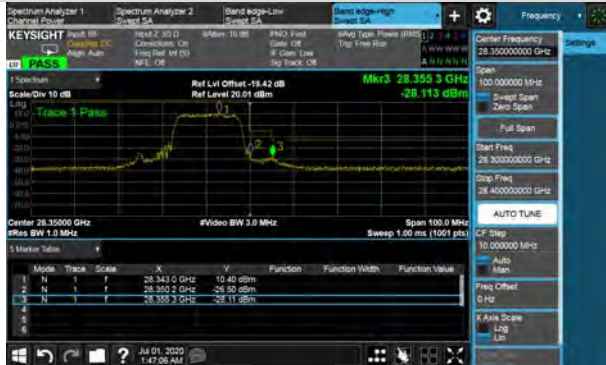 Spectrum Analyzer 1
Channel Power
Spectrum Analyzer 2
Swept SA
Band edge-Low
Swept SA
Band edge-High
Swept SA
Frequency
KEYSIGHT Input: RF
Coupling: DC
Align: Auto
Input Z: 50 Ω
Corrections: On
Freq Ref: Int (S)
NFE: Off
#Atten: 10 dB
PNO: Fast
Gate: Off
IF Gain: Low
Sig Track: Off
#Avg Type: Power (RMS)
Trig: Free Run
PASS
1 Spectrum
Scale/Div 10 dB
Ref Lvl Offset -19.42 dB
Ref Level 20.01 dBm
Mkr3 28.355 3 GHz
-28.113 dBm
Log
Trace 1 Pass
Center 28.35000 GHz
#Res BW 1.0 MHz
#Video BW 3.0 MHz
Span 100.0 MHz
Sweep 1.00 ms (1001 pts)
5 Marker Table
Mode Trace Scale X Y Function Function Width Function Value
1 N 1 f 28.343 0 GHz 10.40 dBm
2 N 1 f 28.350 2 GHz -26.50 dBm
3 N 1 f 28.355 3 GHz -28.11 dBm
4
5
6
Jul 01, 2020
1:47:06 AM
Center Frequency
28.350000000 GHz
Settings
Span
100.000000 MHz
Swept Span
Zero Span
Full Span
Start Freq
28.300000000 GHz
Stop Freq
28.400000000 GHz
AUTO TUNE
CF Step
10.000000 MHz
Auto
Man
Freq Offset
0 Hz
X Axis Scale
Log
Lin